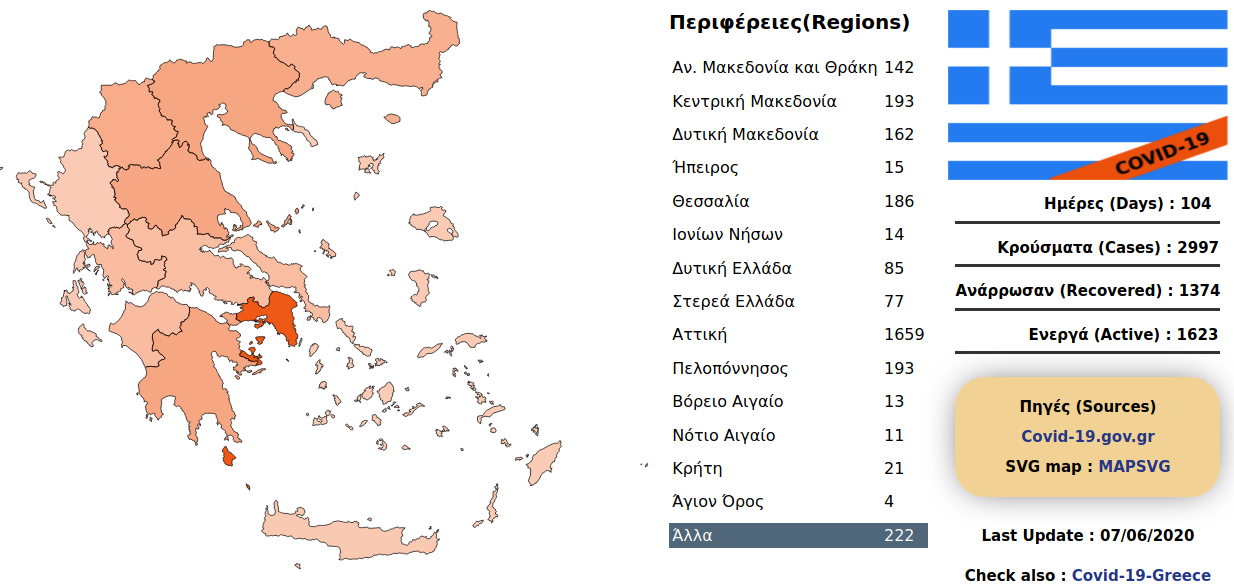 Περιφέρειες(Regions)
Αν. Μακεδονία και Θράκη 142
Κεντρική Μακεδονία 193
Δυτική Μακεδονία 162
Ήπειρος 15
Θεσσαλία 186
Ιονίων Νήσων 14
Δυτική Ελλάδα 85
Στερεά Ελλάδα 77
Αττική 1659
Πελοπόννησος 193
Βόρειο Αιγαίο 13
Νότιο Αιγαίο 11
Κρήτη 21
Άγιον Όρος 4
Άλλα 222
COVID-19
Ημέρες (Days) : 104
Κρούσματα (Cases) : 2997
Ανάρρωσαν (Recovered) : 1374
Ενεργά (Active) : 1623
Πηγές (Sources)
Covid-19.gov.gr
SVG map : MAPSVG
Last Update : 07/06/2020
Check also : Covid-19-Greece